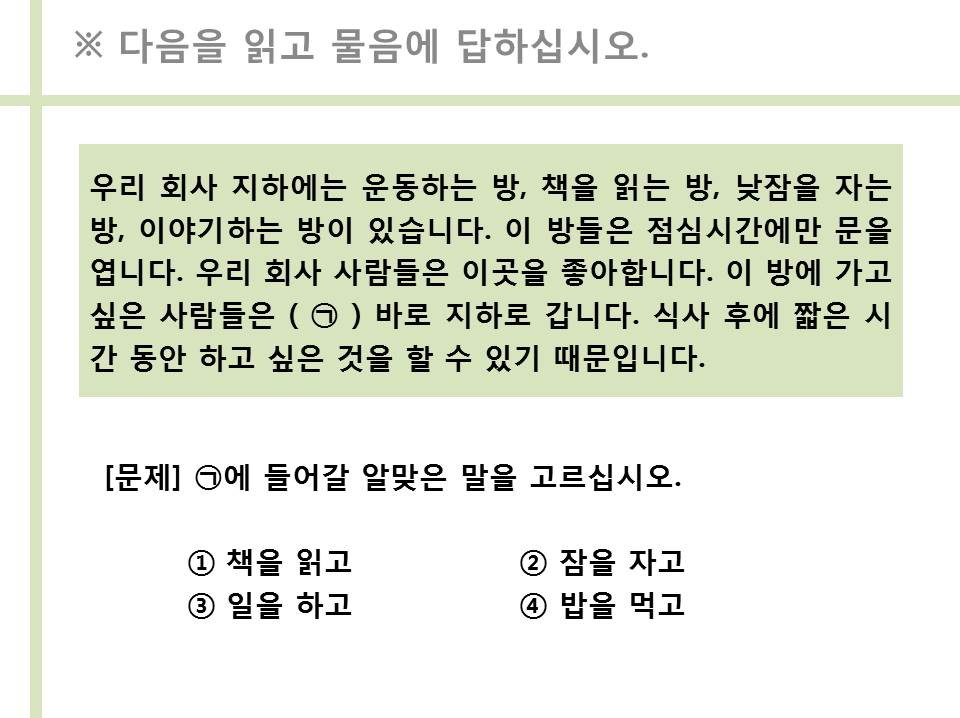 ※ 다음을 읽고 물음에 답하십시오.
우리 회사 지하에는 운동하는 방, 책을 읽는 방, 낮잠을 자는
방, 이야기하는 방이 있습니다. 이 방들은 점심시간에만 문을
엽니다. 우리 회사 사람들은 이곳을 좋아합니다. 이 방에 가고
싶은 사람들은 ( ㉠ ) 바로 지하로 갑니다. 식사 후에 짧은 시
간 동안 하고 싶은 것을 할 수 있기 때문입니다.
[문제] ㉠에 들어갈 알맞은 말을 고르십시오.
① 책을 읽고 ② 잠을 자고
③ 일을 하고 ④ 밥을 먹고